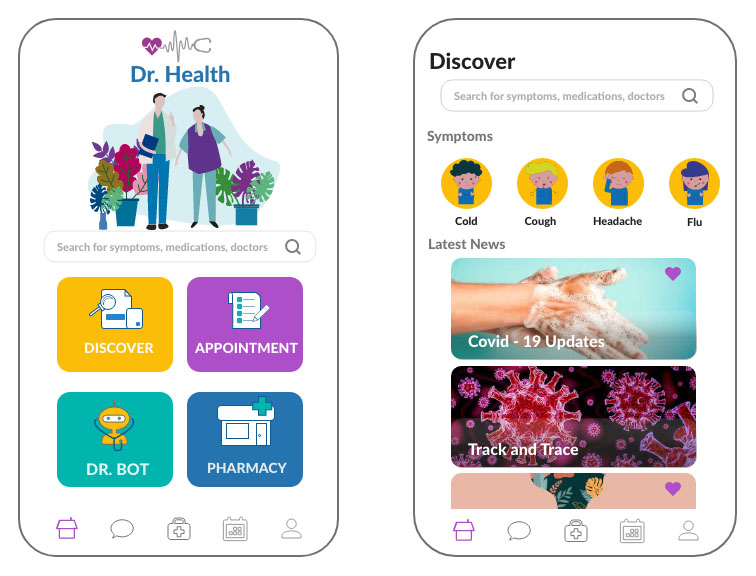 Dr. Health
Search for symptoms, medications, doctors
DISCOVER
APPOINTMENT
DR. BOT
PHARMACY
Discover
Search for symptoms, medications, doctors
Symptoms
Cold
Cough
Headache
Flu
Latest News
Covid - 19 Updates
Track and Trace